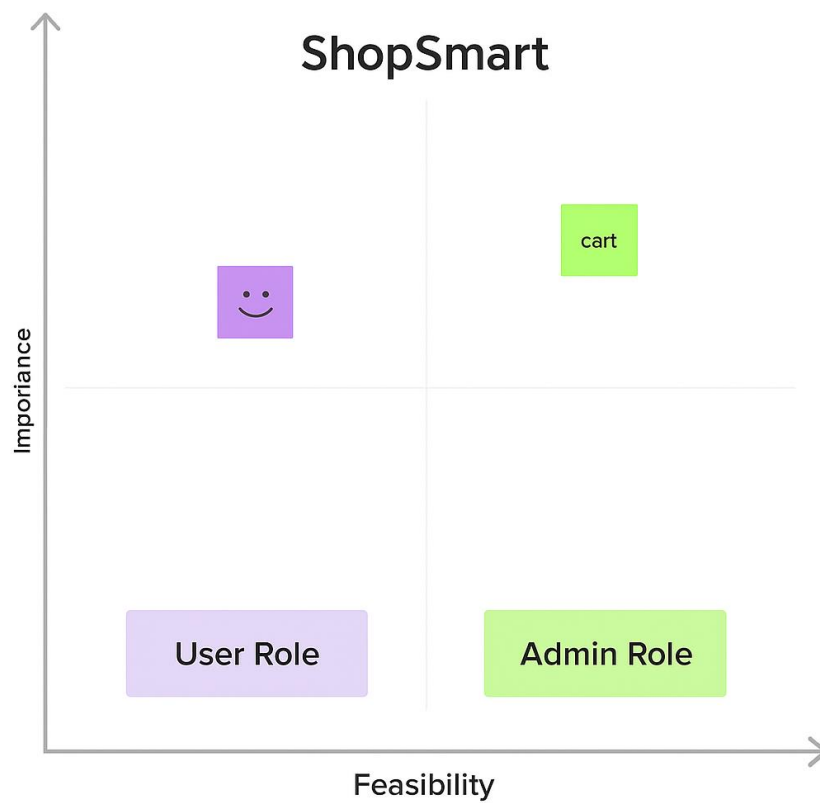 ShopSmart
cart
Imporiance
User Role
Admin Role
Feasibility